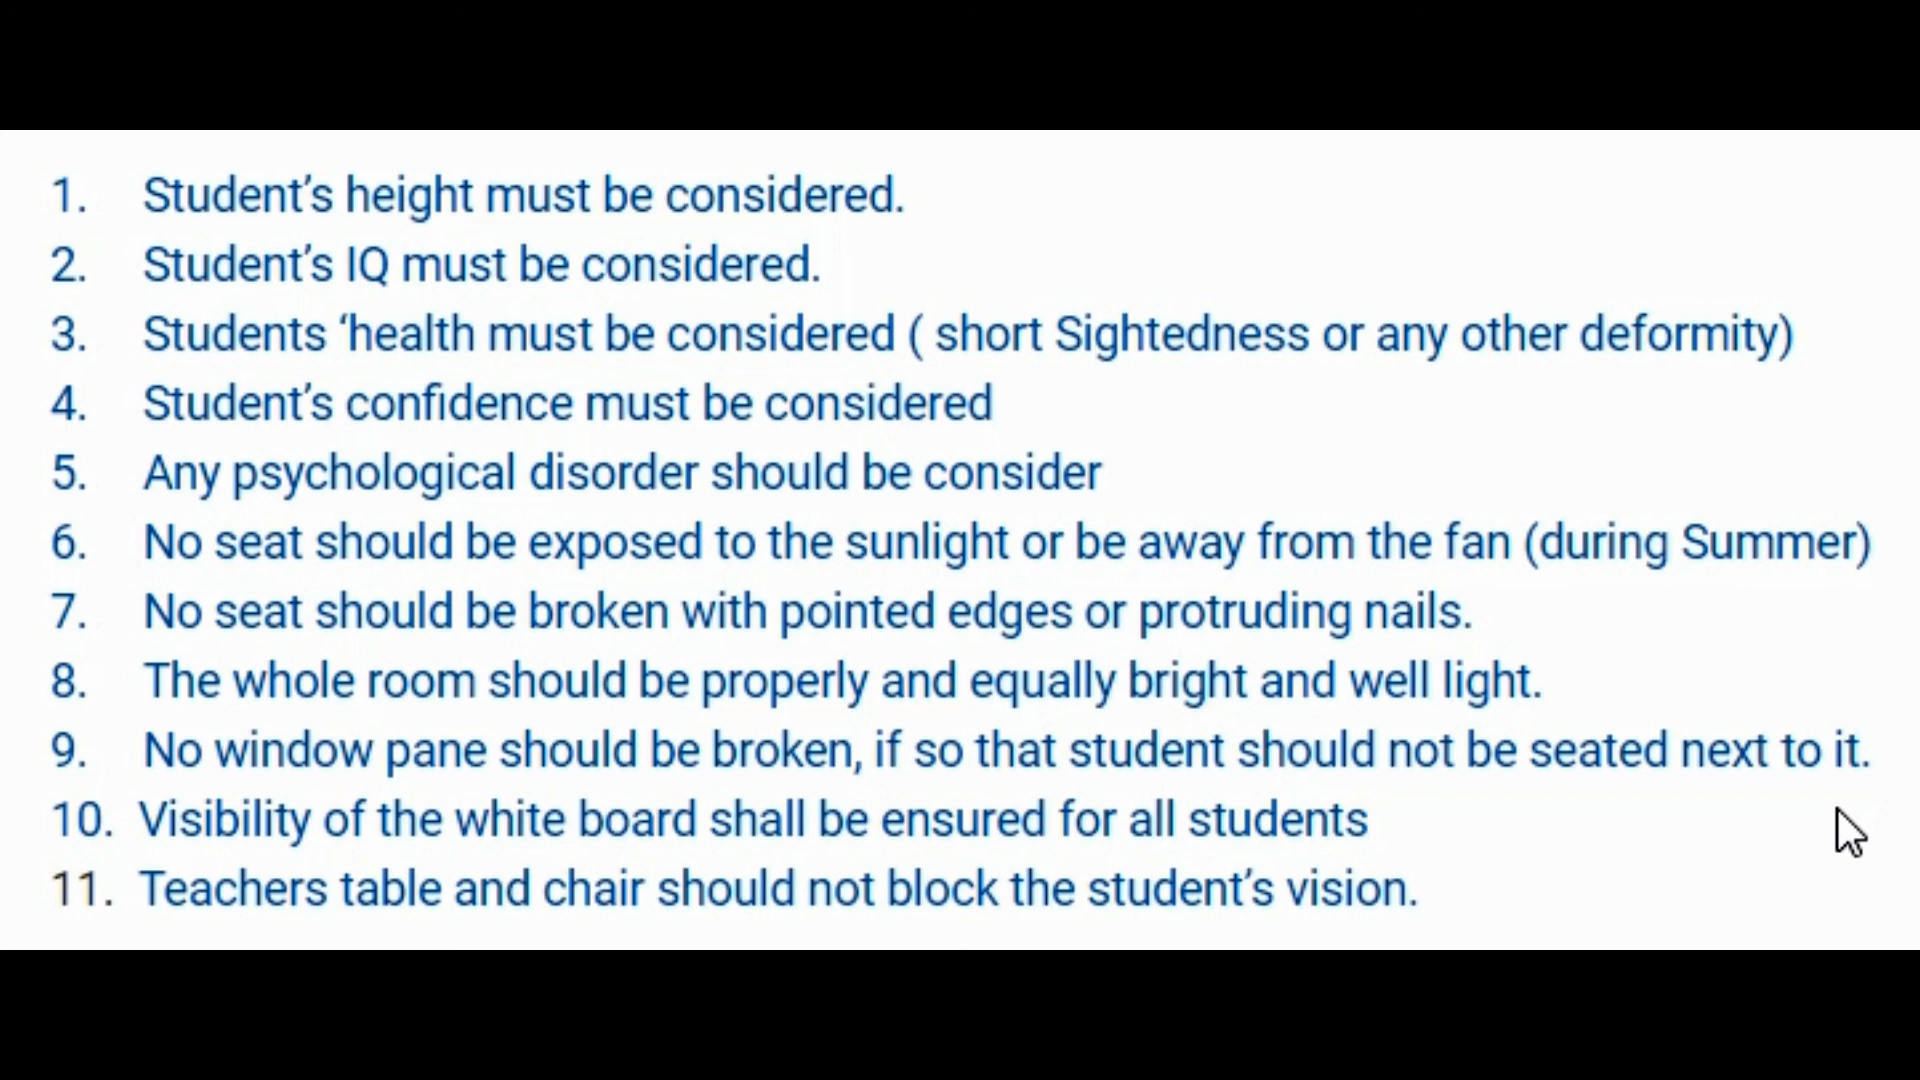 1. Student’s height must be considered.
2. Student’s IQ must be considered.
3. Students ‘health must be considered ( short Sightedness or any other deformity)
4. Student’s confidence must be considered
5. Any psychological disorder should be consider
6. No seat should be exposed to the sunlight or be away from the fan (during Summer)
7. No seat should be broken with pointed edges or protruding nails.
8. The whole room should be properly and equally bright and well light.
9. No window pane should be broken, if so that student should not be seated next to it.
10. Visibility of the white board shall be ensured for all students
11. Teachers table and chair should not block the student’s vision.